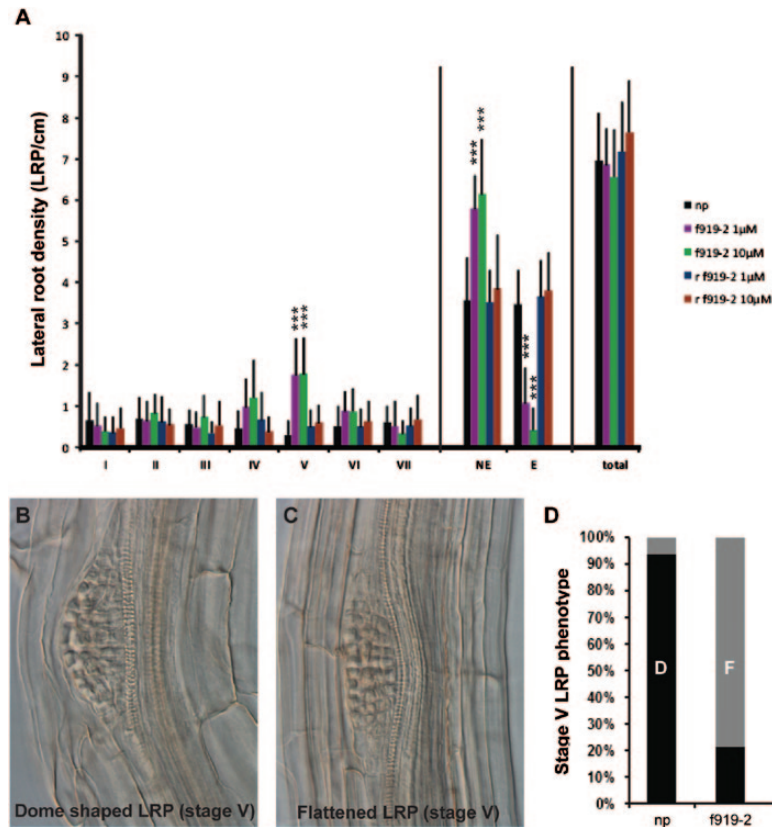 A
Lateral root density (LRP/cm)
10
9
8
7
6
5
4
3
2
1
0
***
***
***
***
***
***
I II III IV V VI VII NE E total
np
f919-2 1µM
f919-2 10µM
r f919-2 1µM
r f919-2 10µM
B
Dome shaped LRP (stage V)
C
Flattened LRP (stage V)
D
Stage V LRP phenotype
100%
90%
80%
70%
60%
50%
40%
30%
20%
10%
0%
D F
np f919-2